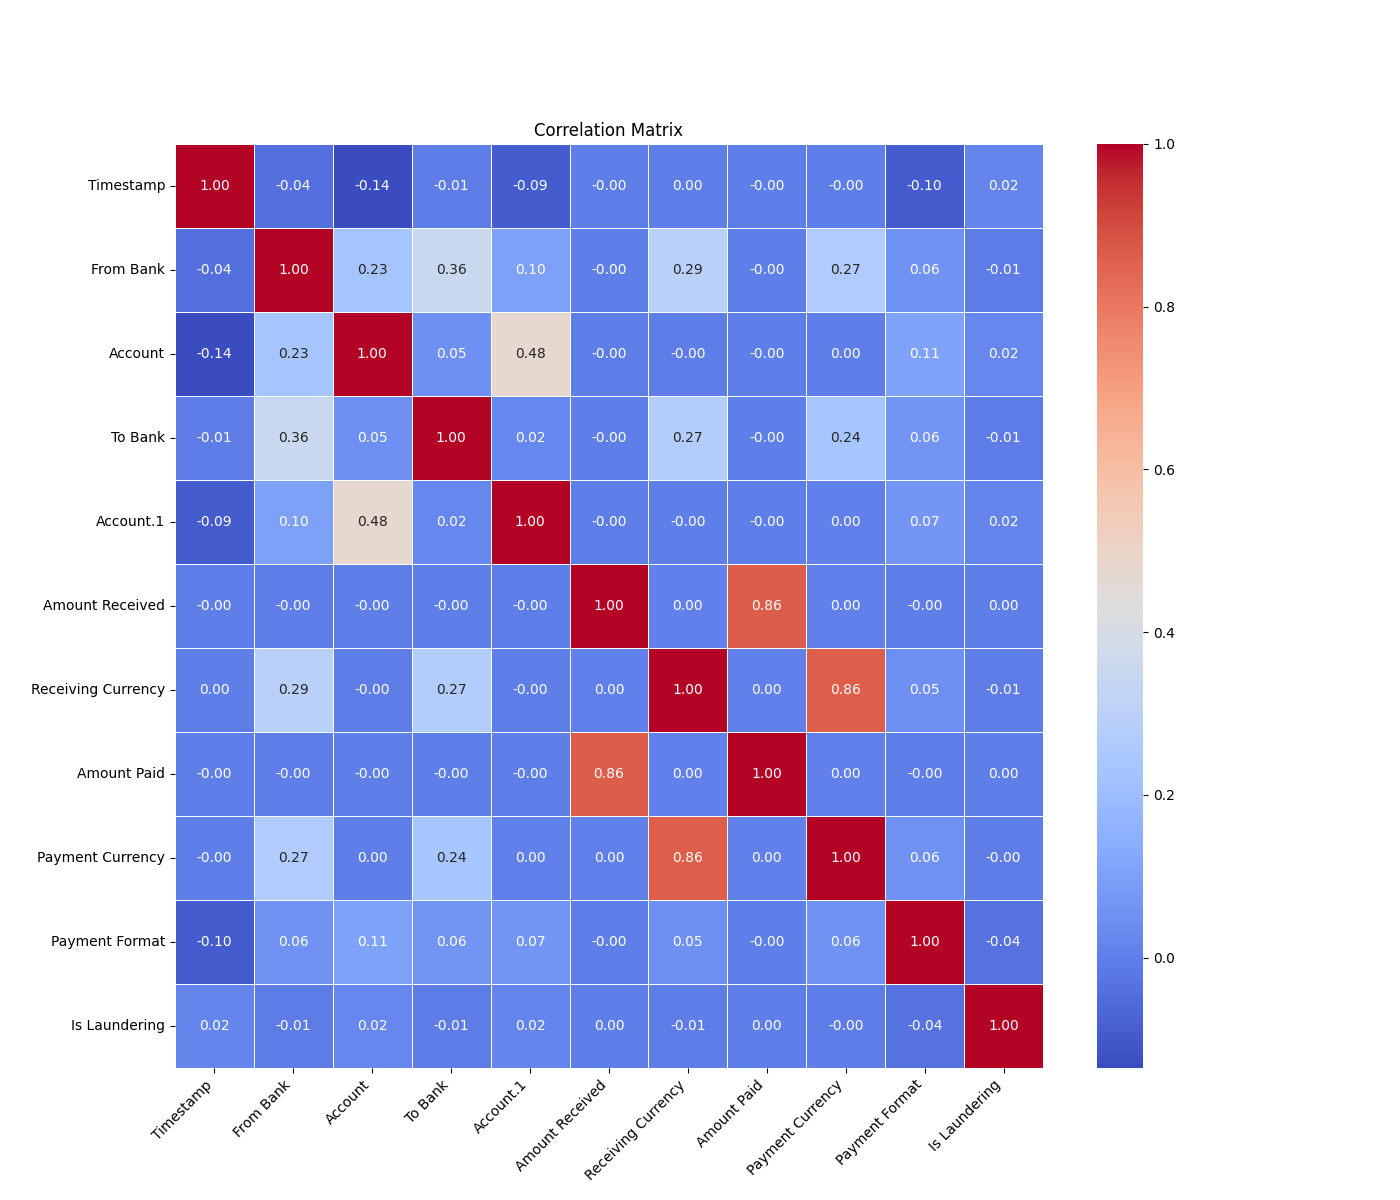 Correlation Matrix
Timestamp 1.00 -0.04 -0.14 -0.01 -0.09 -0.00 0.00 -0.00 -0.00 -0.10 0.02
From Bank -0.04 1.00 0.23 0.36 0.10 -0.00 0.29 -0.00 0.27 0.06 -0.01
Account -0.14 0.23 1.00 0.05 0.48 -0.00 -0.00 -0.00 0.00 0.11 0.02
To Bank -0.01 0.36 0.05 1.00 0.02 -0.00 0.27 -0.00 0.24 0.06 -0.01
Account.1 -0.09 0.10 0.48 0.02 1.00 -0.00 -0.00 -0.00 0.00 0.07 0.02
Amount Received -0.00 -0.00 -0.00 -0.00 -0.00 1.00 0.00 0.86 0.00 -0.00 0.00
Receiving Currency 0.00 0.29 -0.00 0.27 -0.00 0.00 1.00 0.00 0.86 0.05 -0.01
Amount Paid -0.00 -0.00 -0.00 -0.00 -0.00 0.86 0.00 1.00 0.00 -0.00 0.00
Payment Currency -0.00 0.27 0.00 0.24 0.00 0.00 0.86 0.00 1.00 0.06 -0.00
Payment Format -0.10 0.06 0.11 0.06 0.07 -0.00 0.05 -0.00 0.06 1.00 -0.04
Is Laundering 0.02 -0.01 0.02 -0.01 0.02 0.00 -0.01 0.00 -0.00 -0.04 1.00
Timestamp
From Bank
Account
To Bank
Account.1
Amount Received
Receiving Currency
Amount Paid
Payment Currency
Payment Format
Is Laundering
1.0
0.8
0.6
0.4
0.2
0.0